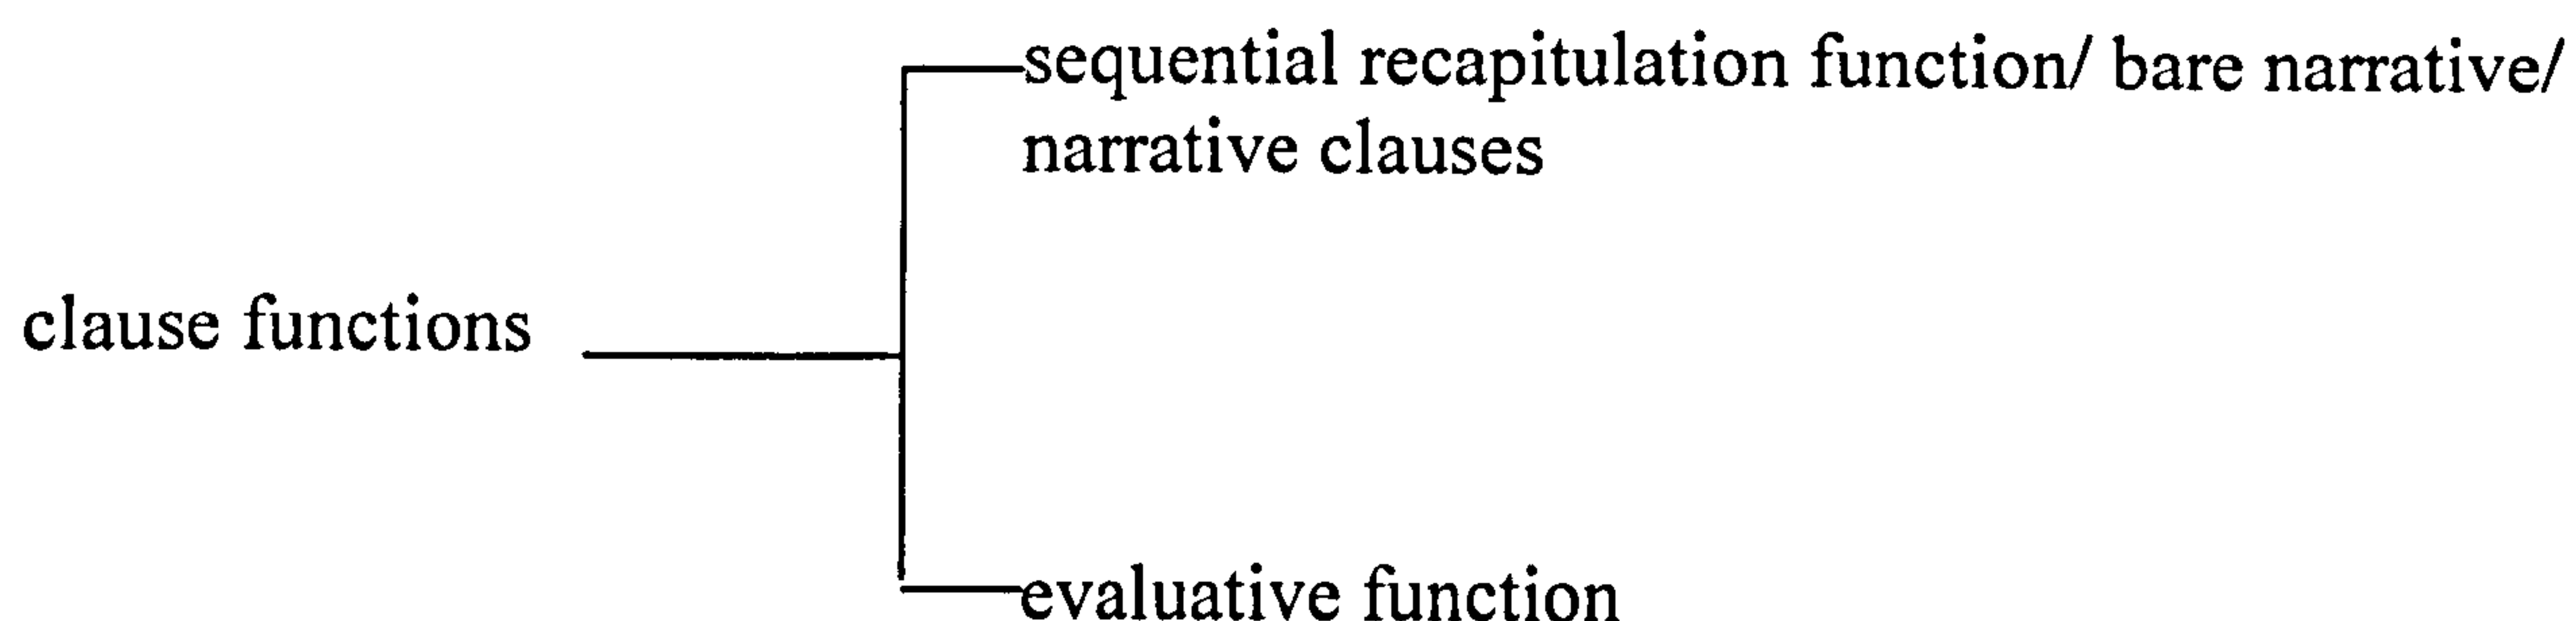 sequential recapitulation function/ bare narrative/
narrative clauses
clause functions
evaluative function